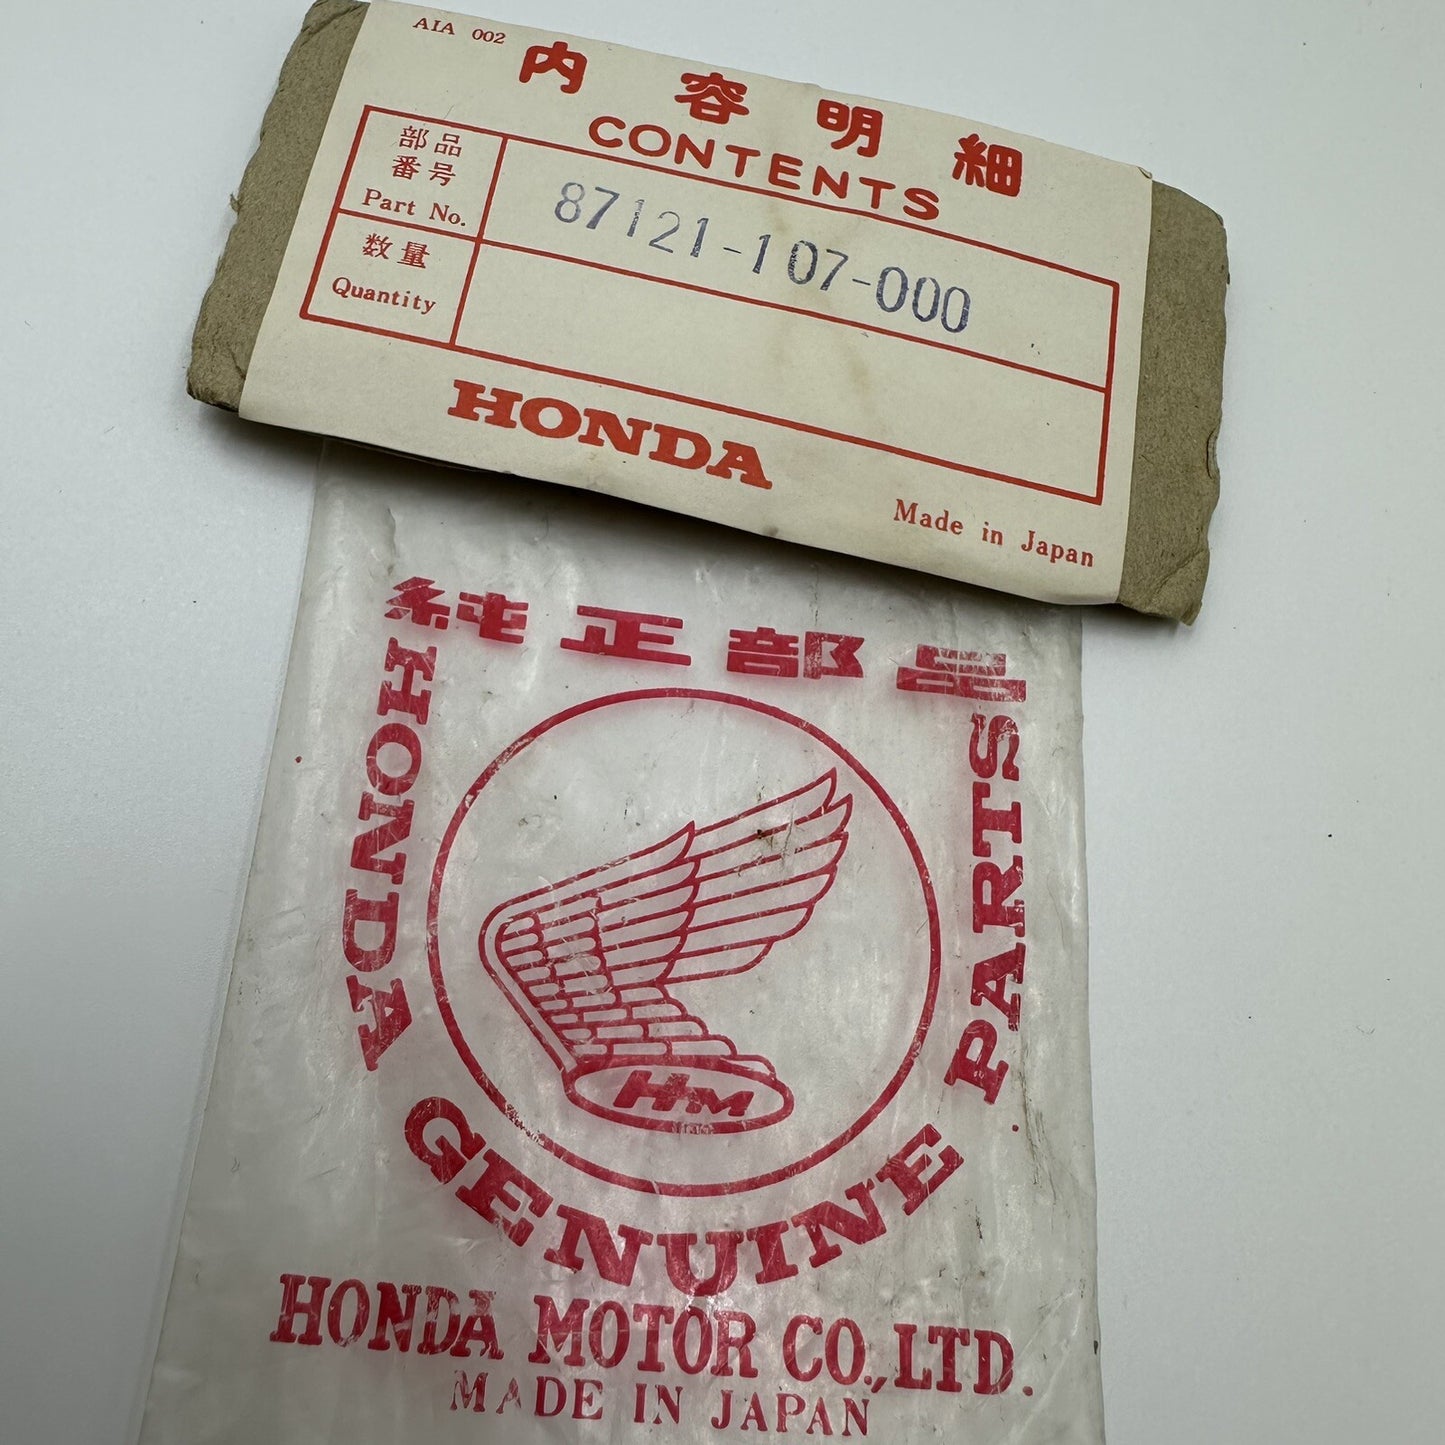 AIA 002
内容明細
CONTENTS
部品
番号
Part No.
87121-107-000
数量
Quantity
HONDA
Made in Japan
純正部品
HONDA GENUINE PARTS
HM
HONDA MOTOR CO., LTD.
MADE IN JAPAN